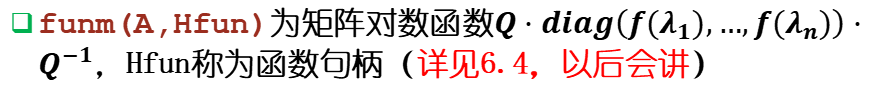 funm(A,Hfun)为矩阵对数函数Q · diag(f(λ₁), …, f(λₙ)) ·
Q⁻¹, Hfun称为函数句柄（详见6.4, 以后会讲）